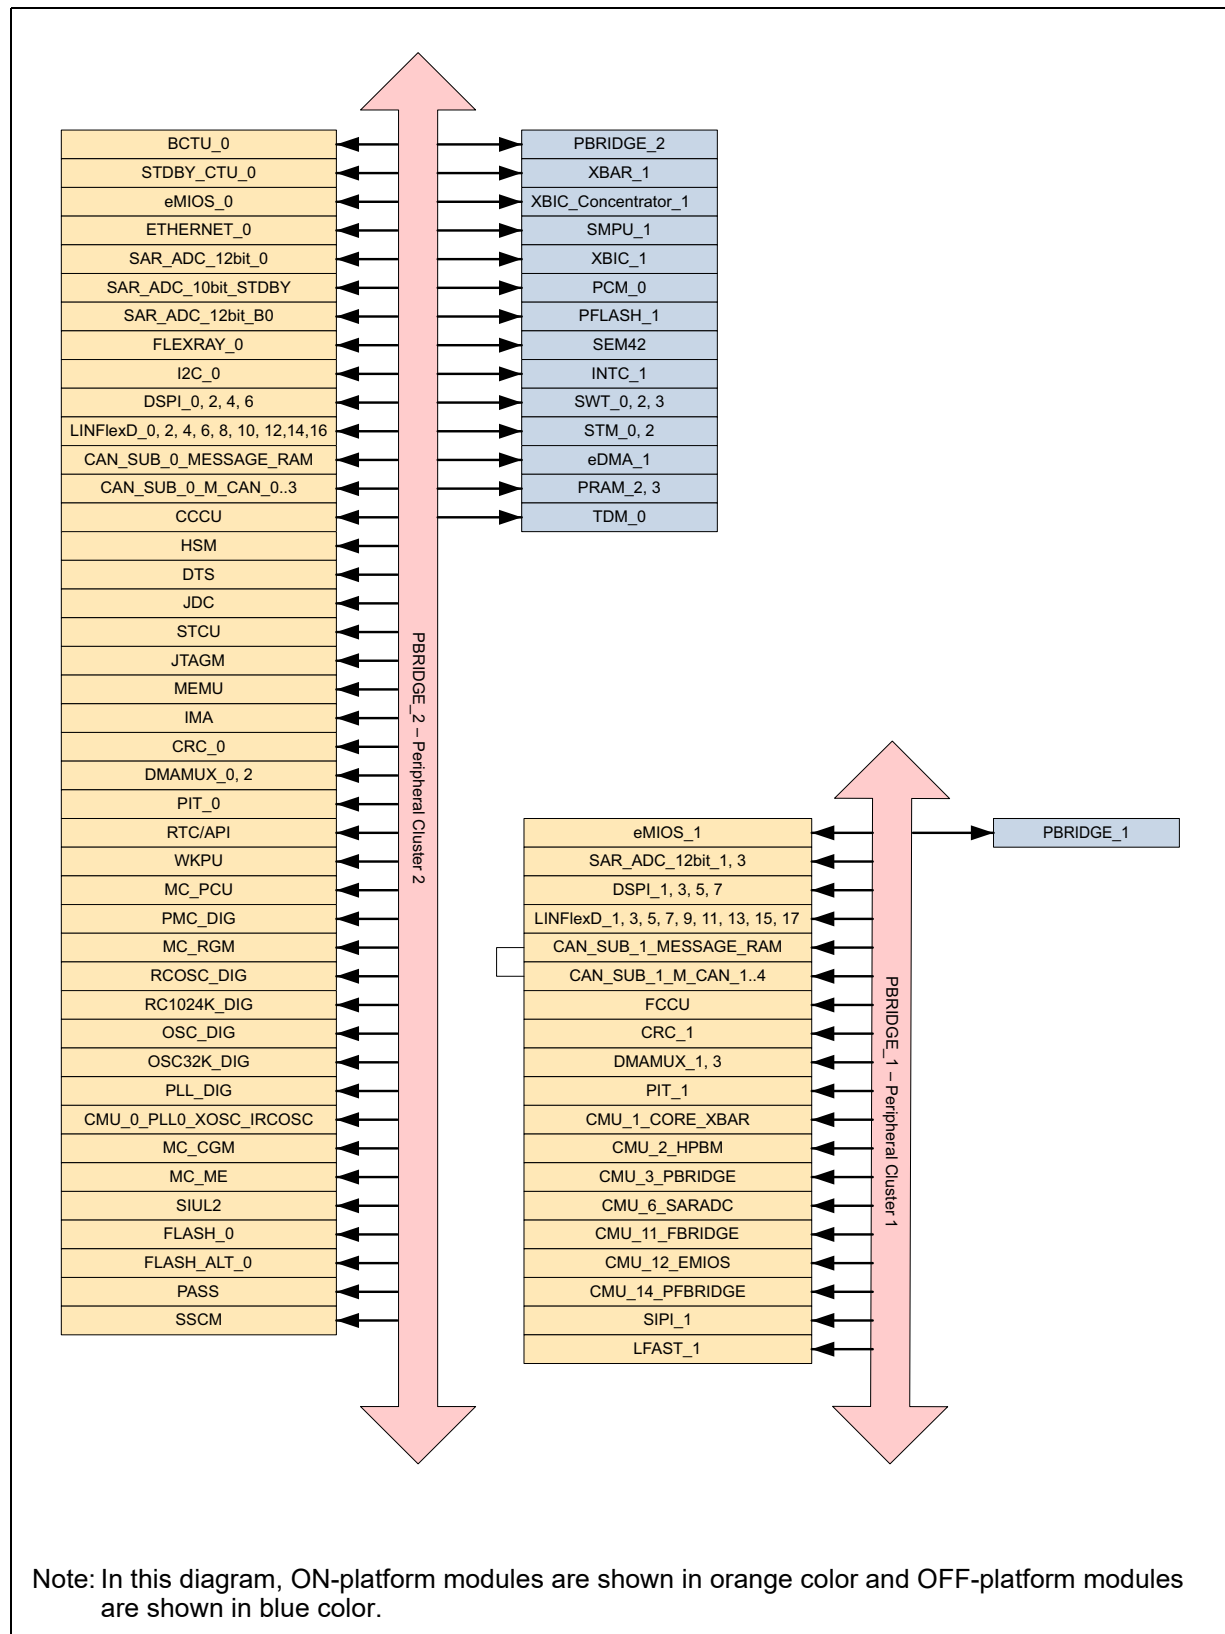 BCTU_0
STDBY_CTU_0
eMIOS_0
ETHERNET_0
SAR_ADC_12bit_0
SAR_ADC_10bit_STDBY
SAR_ADC_12bit_B0
FLEXRAY_0
I2C_0
DSPI_0, 2, 4, 6
LINFlexD_0, 2, 4, 6, 8, 10, 12,14,16
CAN_SUB_0_MESSAGE_RAM
CAN_SUB_0_M_CAN_0..3
CCCU
HSM
DTS
JDC
STCU
JTAGM
MEMU
IMA
CRC_0
DMAMUX_0, 2
PIT_0
RTC/API
WKPU
MC_PCU
PMC_DIG
MC_RGM
RCOSC_DIG
RC1024K_DIG
OSC_DIG
OSC32K_DIG
PLL_DIG
CMU_0_PLL0_XOSC_IRCOSC
MC_CGM
MC_ME
SIUL2
FLASH_0
FLASH_ALT_0
PASS
SSCM
PBRIDGE_2 – Peripheral Cluster 2
PBRIDGE_2
XBAR_1
XBIC_Concentrator_1
SMPU_1
XBIC_1
PCM_0
PFLASH_1
SEM42
INTC_1
SWT_0, 2, 3
STM_0, 2
eDMA_1
PRAM_2, 3
TDM_0
eMIOS_1
SAR_ADC_12bit_1, 3
DSPI_1, 3, 5, 7
LINFlexD_1, 3, 5, 7, 9, 11, 13, 15, 17
CAN_SUB_1_MESSAGE_RAM
CAN_SUB_1_M_CAN_1..4
FCCU
CRC_1
DMAMUX_1, 3
PIT_1
CMU_1_CORE_XBAR
CMU_2_HPBM
CMU_3_PBRIDGE
CMU_6_SARADC
CMU_11_FBRIDGE
CMU_12_EMIOS
CMU_14_PFBRIDGE
SIPI_1
LFAST_1
PBRIDGE_1 – Peripheral Cluster 1
PBRIDGE_1
Note: In this diagram, ON-platform modules are shown in orange color and OFF-platform modules
are shown in blue color.